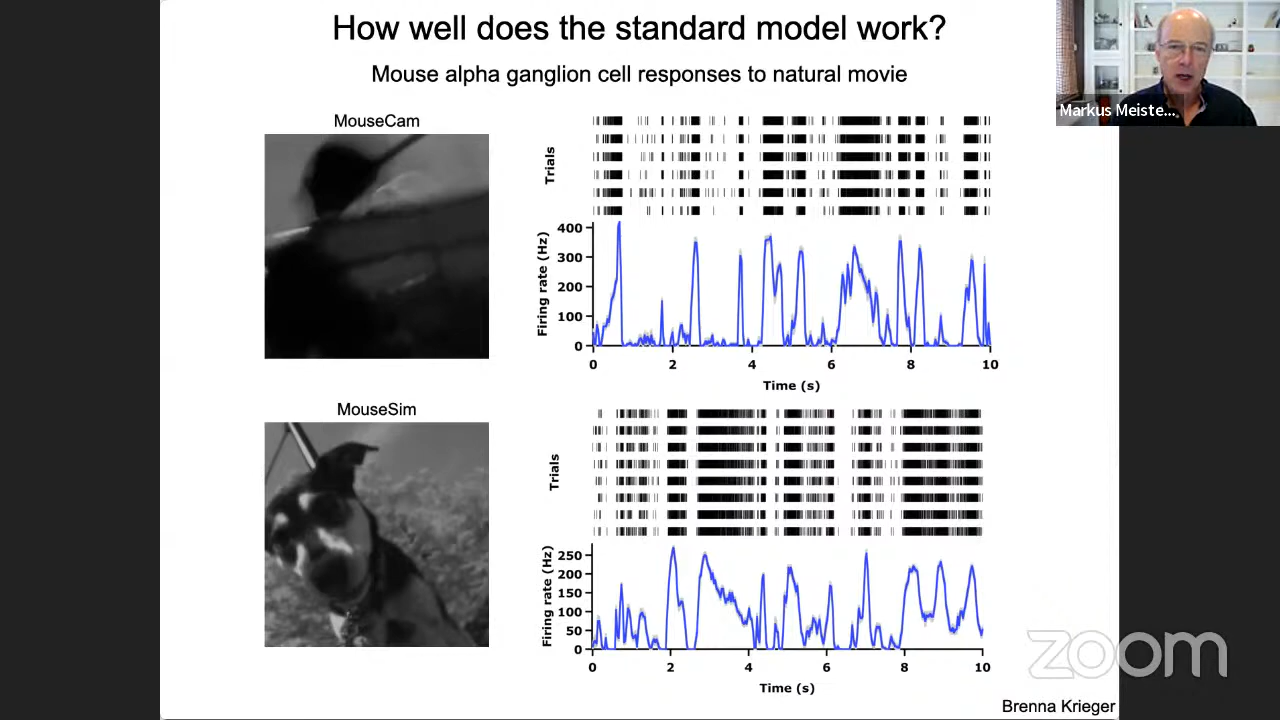 How well does the standard model work?
Mouse alpha ganglion cell responses to natural movie
Markus Meiste...
MouseCam
Trials
Firing rate (Hz)
400
300
200
100
0
0 2 4 6 8 10
Time (s)
MouseSim
Trials
Firing rate (Hz)
250
200
150
100
50
0
0 2 4 6 8 10
Time (s)
zoom
Brenna Krieger